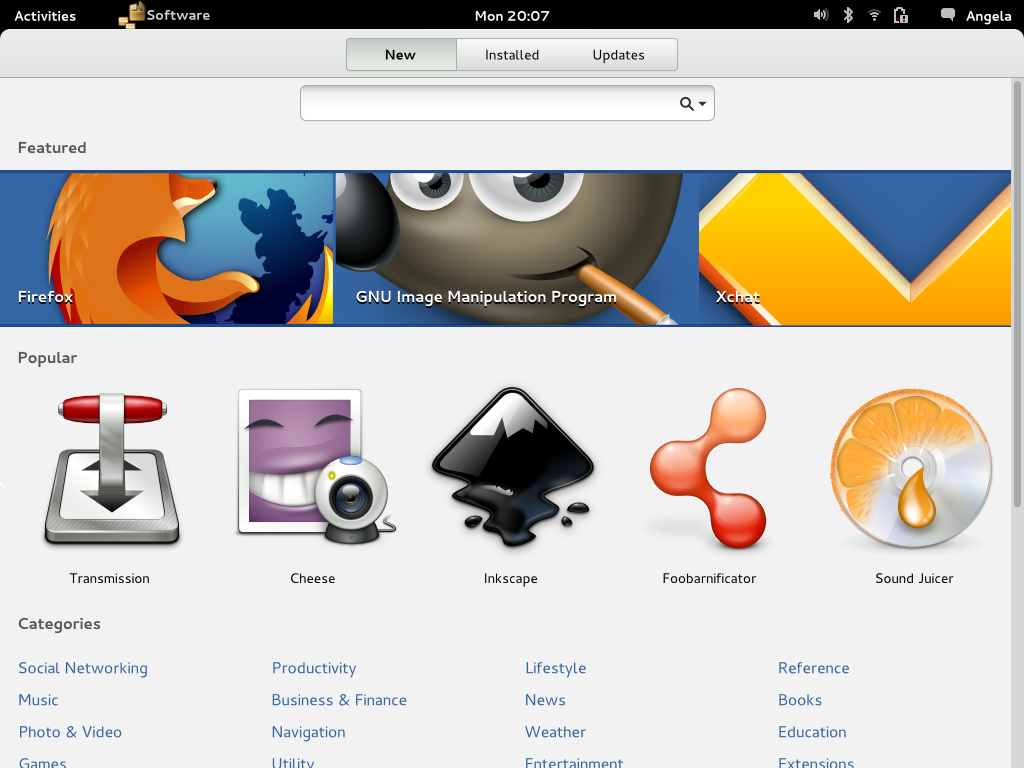 Activities Software Mon 20:07 Angela
New Installed Updates
Featured
Firefox GNU Image Manipulation Program Xchat
Popular
Transmission Cheese Inkscape Foobarnificator Sound Juicer
Categories
Social Networking Productivity Lifestyle Reference
Music Business & Finance News Books
Photo & Video Navigation Weather Education
Games Utility Entertainment Extensions